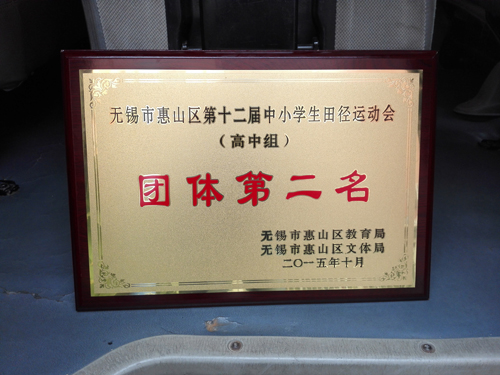 无锡市惠山区第十二届中小学生田径运动会
（高中组）
团体第二名
无锡市惠山区教育局
无锡市惠山区文体局
二〇一五年十月